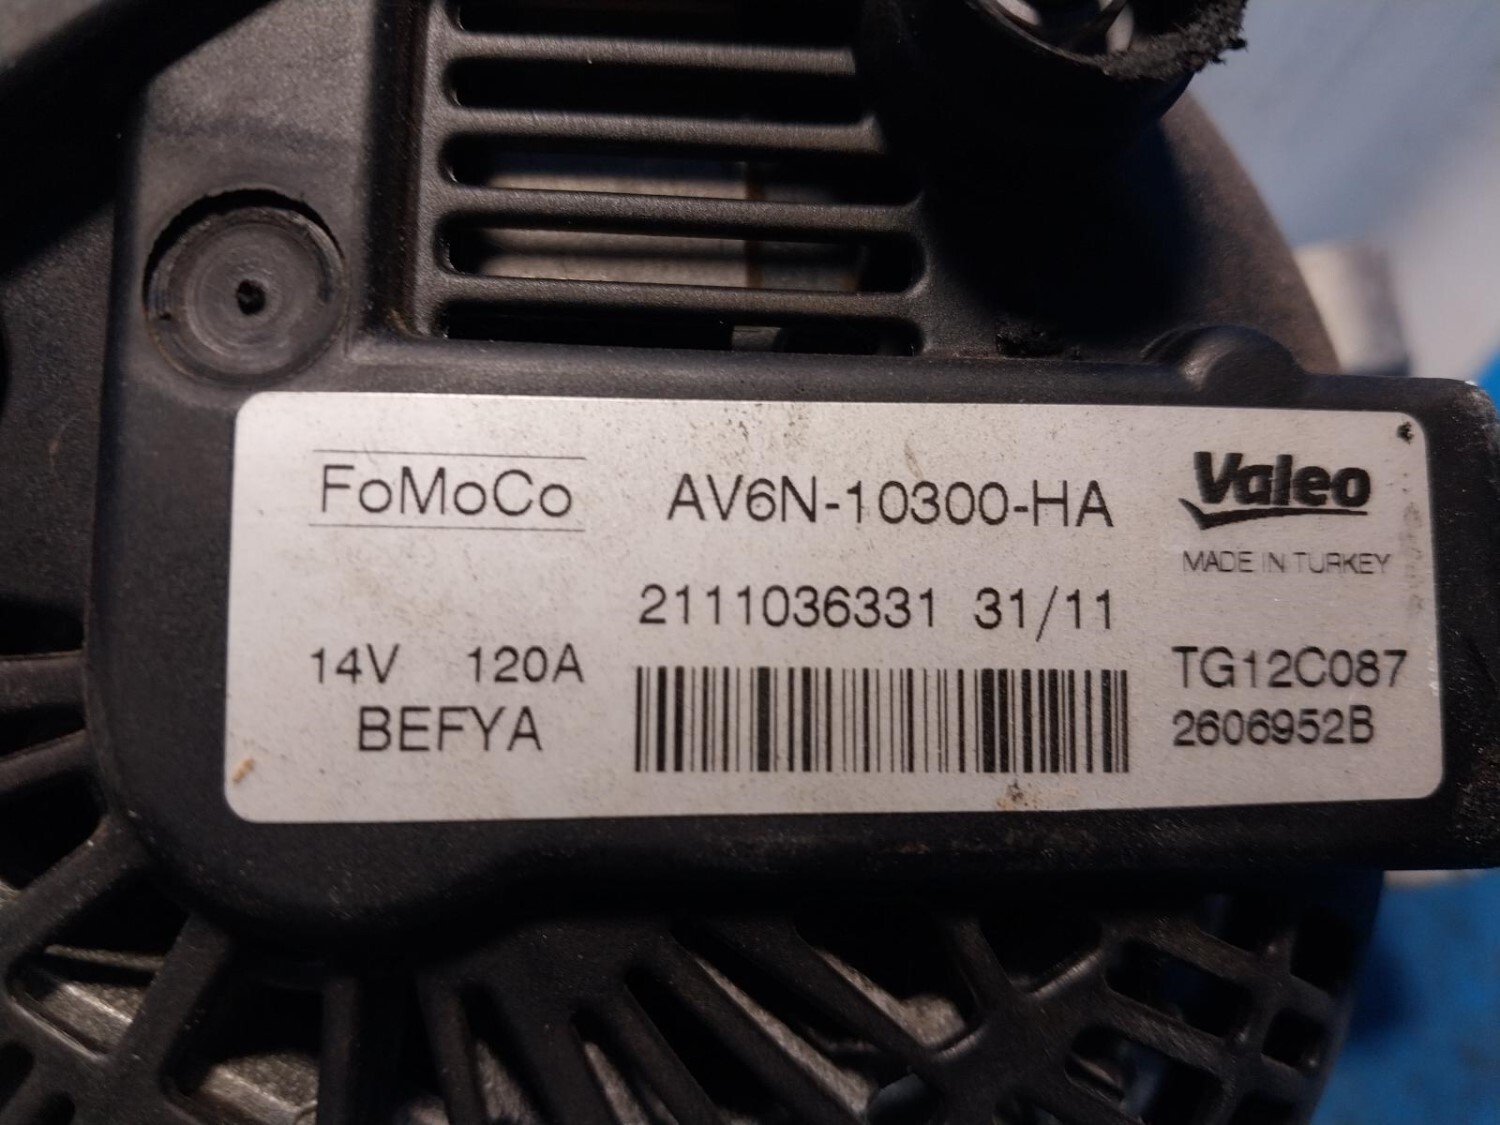 FoMoCo AV6N-10300-HA Valeo
MADE IN TURKEY
2111036331 31/11
14V 120A TG12C087
BEFYA 2606952B